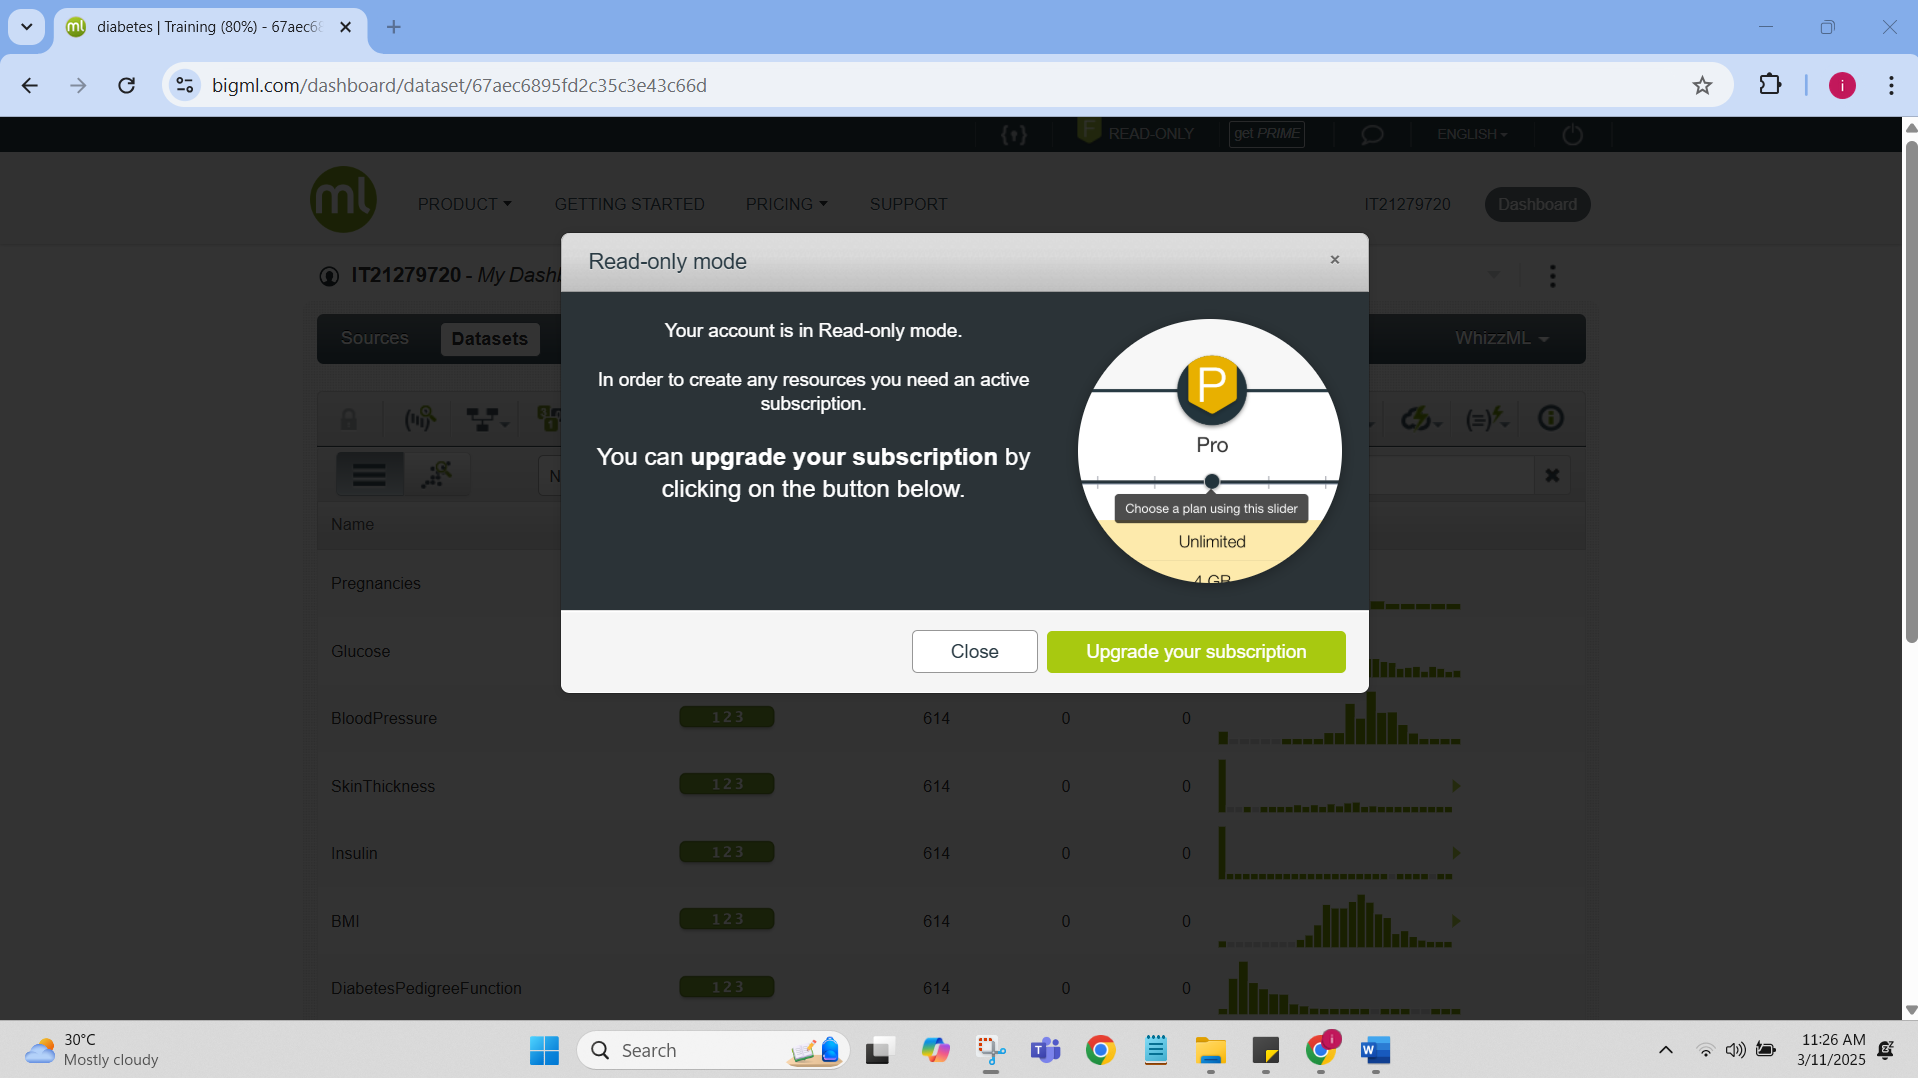 diabetes | Training (80%) - 67aec68
bigml.com/dashboard/dataset/67aec6895fd2c35c3e43c66d
i
F READ-ONLY get PRIME ENGLISH
ml PRODUCT GETTING STARTED PRICING SUPPORT IT21279720 Dashboard
IT21279720 - My Dash
Read-only mode ×
Sources Datasets WhizzML
Your account is in Read-only mode.
In order to create any resources you need an active
subscription.
You can upgrade your subscription by
clicking on the button below.
P
Pro
Choose a plan using this slider
Unlimited
4 GB
Name
Close Upgrade your subscription
Pregnancies
Glucose
BloodPressure 123 614 0 0
SkinThickness 123 614 0 0
Insulin 123 614 0 0
BMI 123 614 0 0
DiabetesPedigreeFunction 123 614 0 0
30°C
Mostly cloudy
Search
11:26 AM
3/11/2025